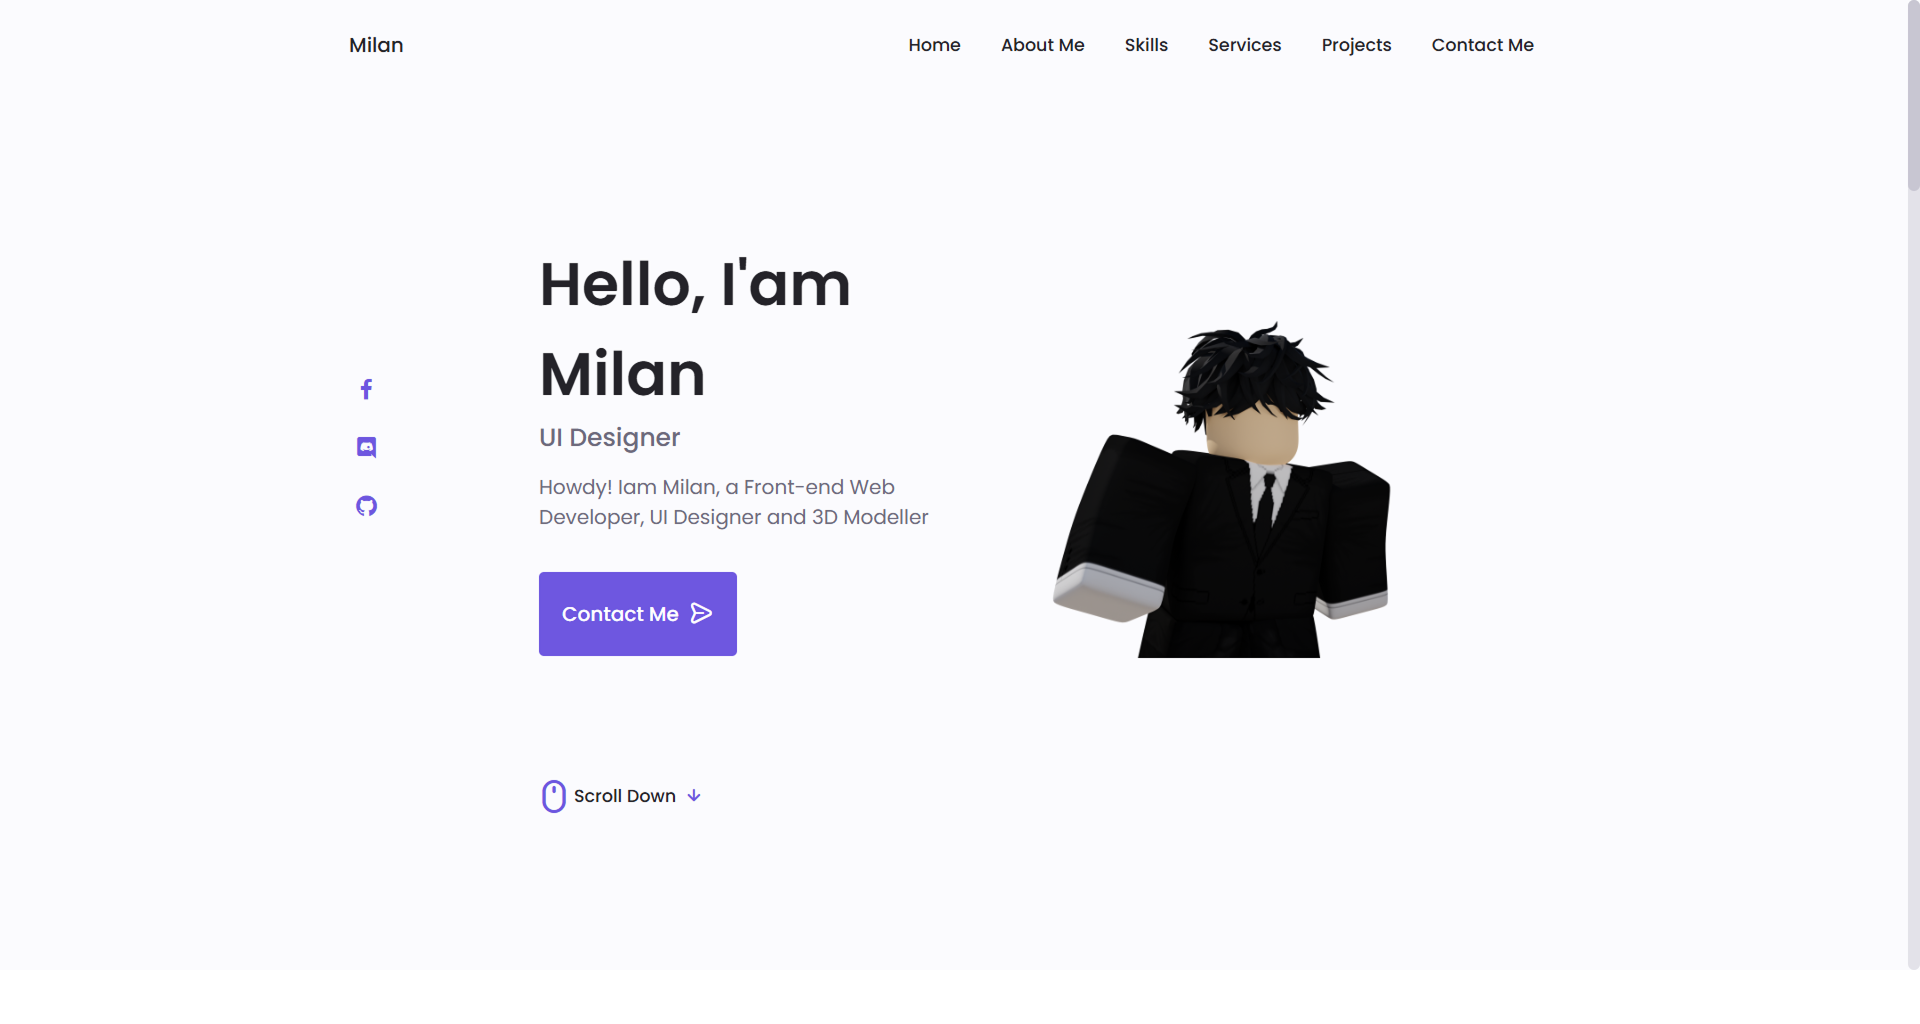 Milan
Home About Me Skills Services Projects Contact Me
Hello, I'am
Milan
UI Designer
Howdy! Iam Milan, a Front-end Web
Developer, UI Designer and 3D Modeller
Contact Me
Scroll Down